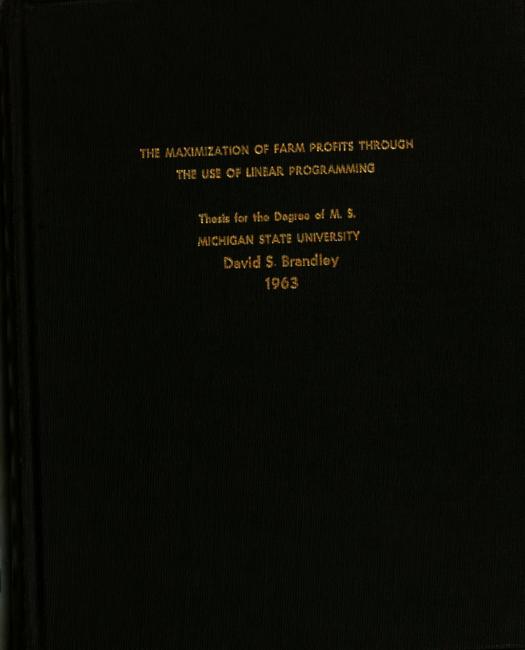 THE MAXIMIZATION OF FARM PROFITS THROUGH
THE USE OF LINEAR PROGRAMMING
Thesis for the Degree of M. S.
MICHIGAN STATE UNIVERSITY
David S. Brandley
1963